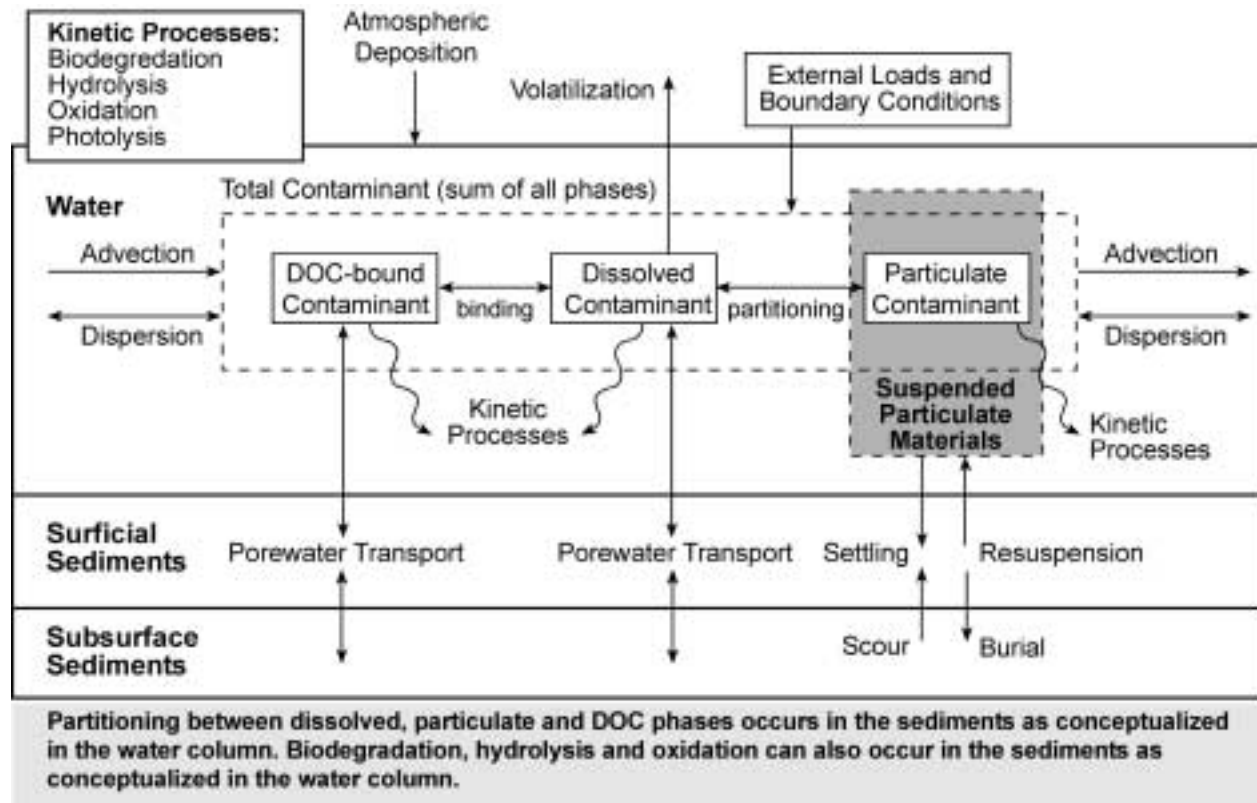 Kinetic Processes:
Biodegredation
Hydrolysis
Oxidation
Photolysis
Atmospheric
Deposition
Volatilization
External Loads and
Boundary Conditions
Total Contaminant (sum of all phases)
Water
Advection
Dispersion
DOC-bound
Contaminant
binding
Dissolved
Contaminant
partitioning
Particulate
Contaminant
Advection
Dispersion
Suspended
Particulate
Materials
Kinetic
Processes
Kinetic
Processes
Surficial
Sediments
Porewater Transport
Porewater Transport
Settling
Resuspension
Subsurface
Sediments
Scour
Burial
Partitioning between dissolved, particulate and DOC phases occurs in the sediments as conceptualized
in the water column. Biodegradation, hydrolysis and oxidation can also occur in the sediments as
conceptualized in the water column.